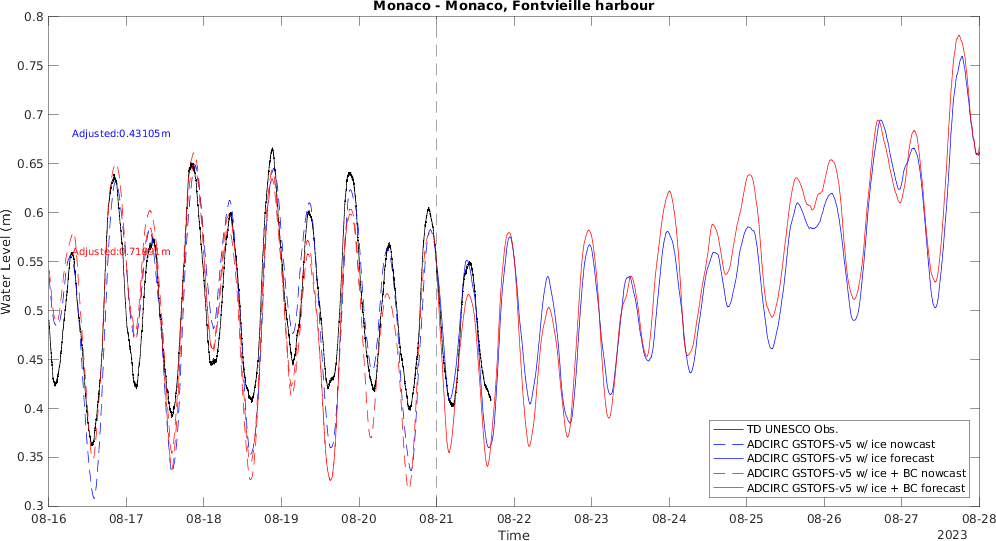 Monaco - Monaco, Fontvieille harbour
0.8
0.75
0.7
0.65
0.6
0.55
0.5
0.45
0.4
0.35
0.3
Water Level (m)
Adjusted:0.43105m
TD UNESCO Obs.
ADCIRC GSTOFS-v5 w/ ice nowcast
ADCIRC GSTOFS-v5 w/ ice forecast
ADCIRC GSTOFS-v5 w/ ice + BC nowcast
ADCIRC GSTOFS-v5 w/ ice + BC forecast
08-16 08-17 08-18 08-19 08-20 08-21 08-22 08-23 08-24 08-25 08-26 08-27 08-28
Time
2023